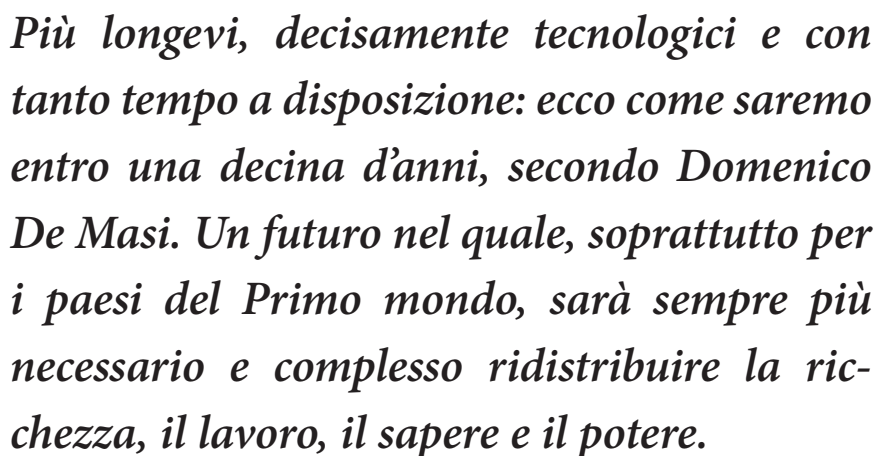 Più longevi, decisamente tecnologici e con
tanto tempo a disposizione: ecco come saremo
entro una decina d’anni, secondo Domenico
De Masi. Un futuro nel quale, soprattutto per
i paesi del Primo mondo, sarà sempre più
necessario e complesso ridistribuire la ric-
chezza, il lavoro, il sapere e il potere.